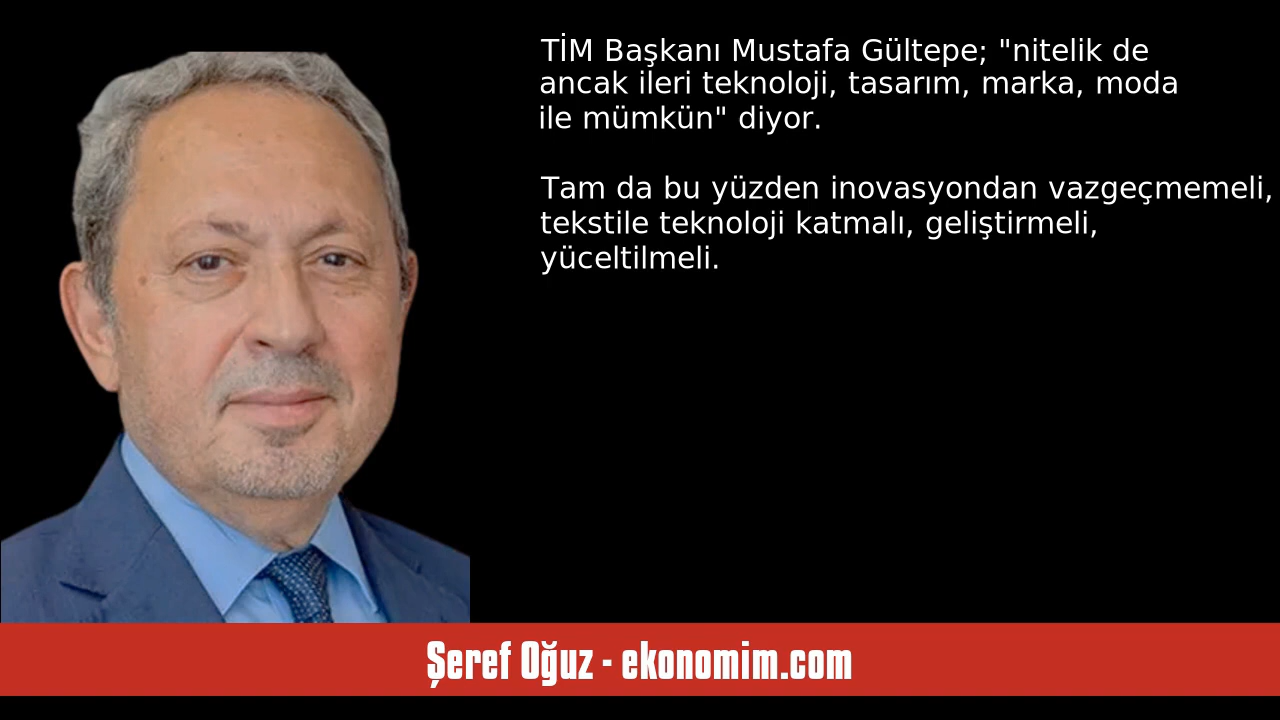 TİM Başkanı Mustafa Gültepe; "nitelik de
ancak ileri teknoloji, tasarım, marka, moda
ile mümkün" diyor.
Tam da bu yüzden inovasyondan vazgeçmemeli,
tekstile teknoloji katmalı, geliştirmeli,
yüceltilmeli.
Şeref Oğuz - ekonomim.com